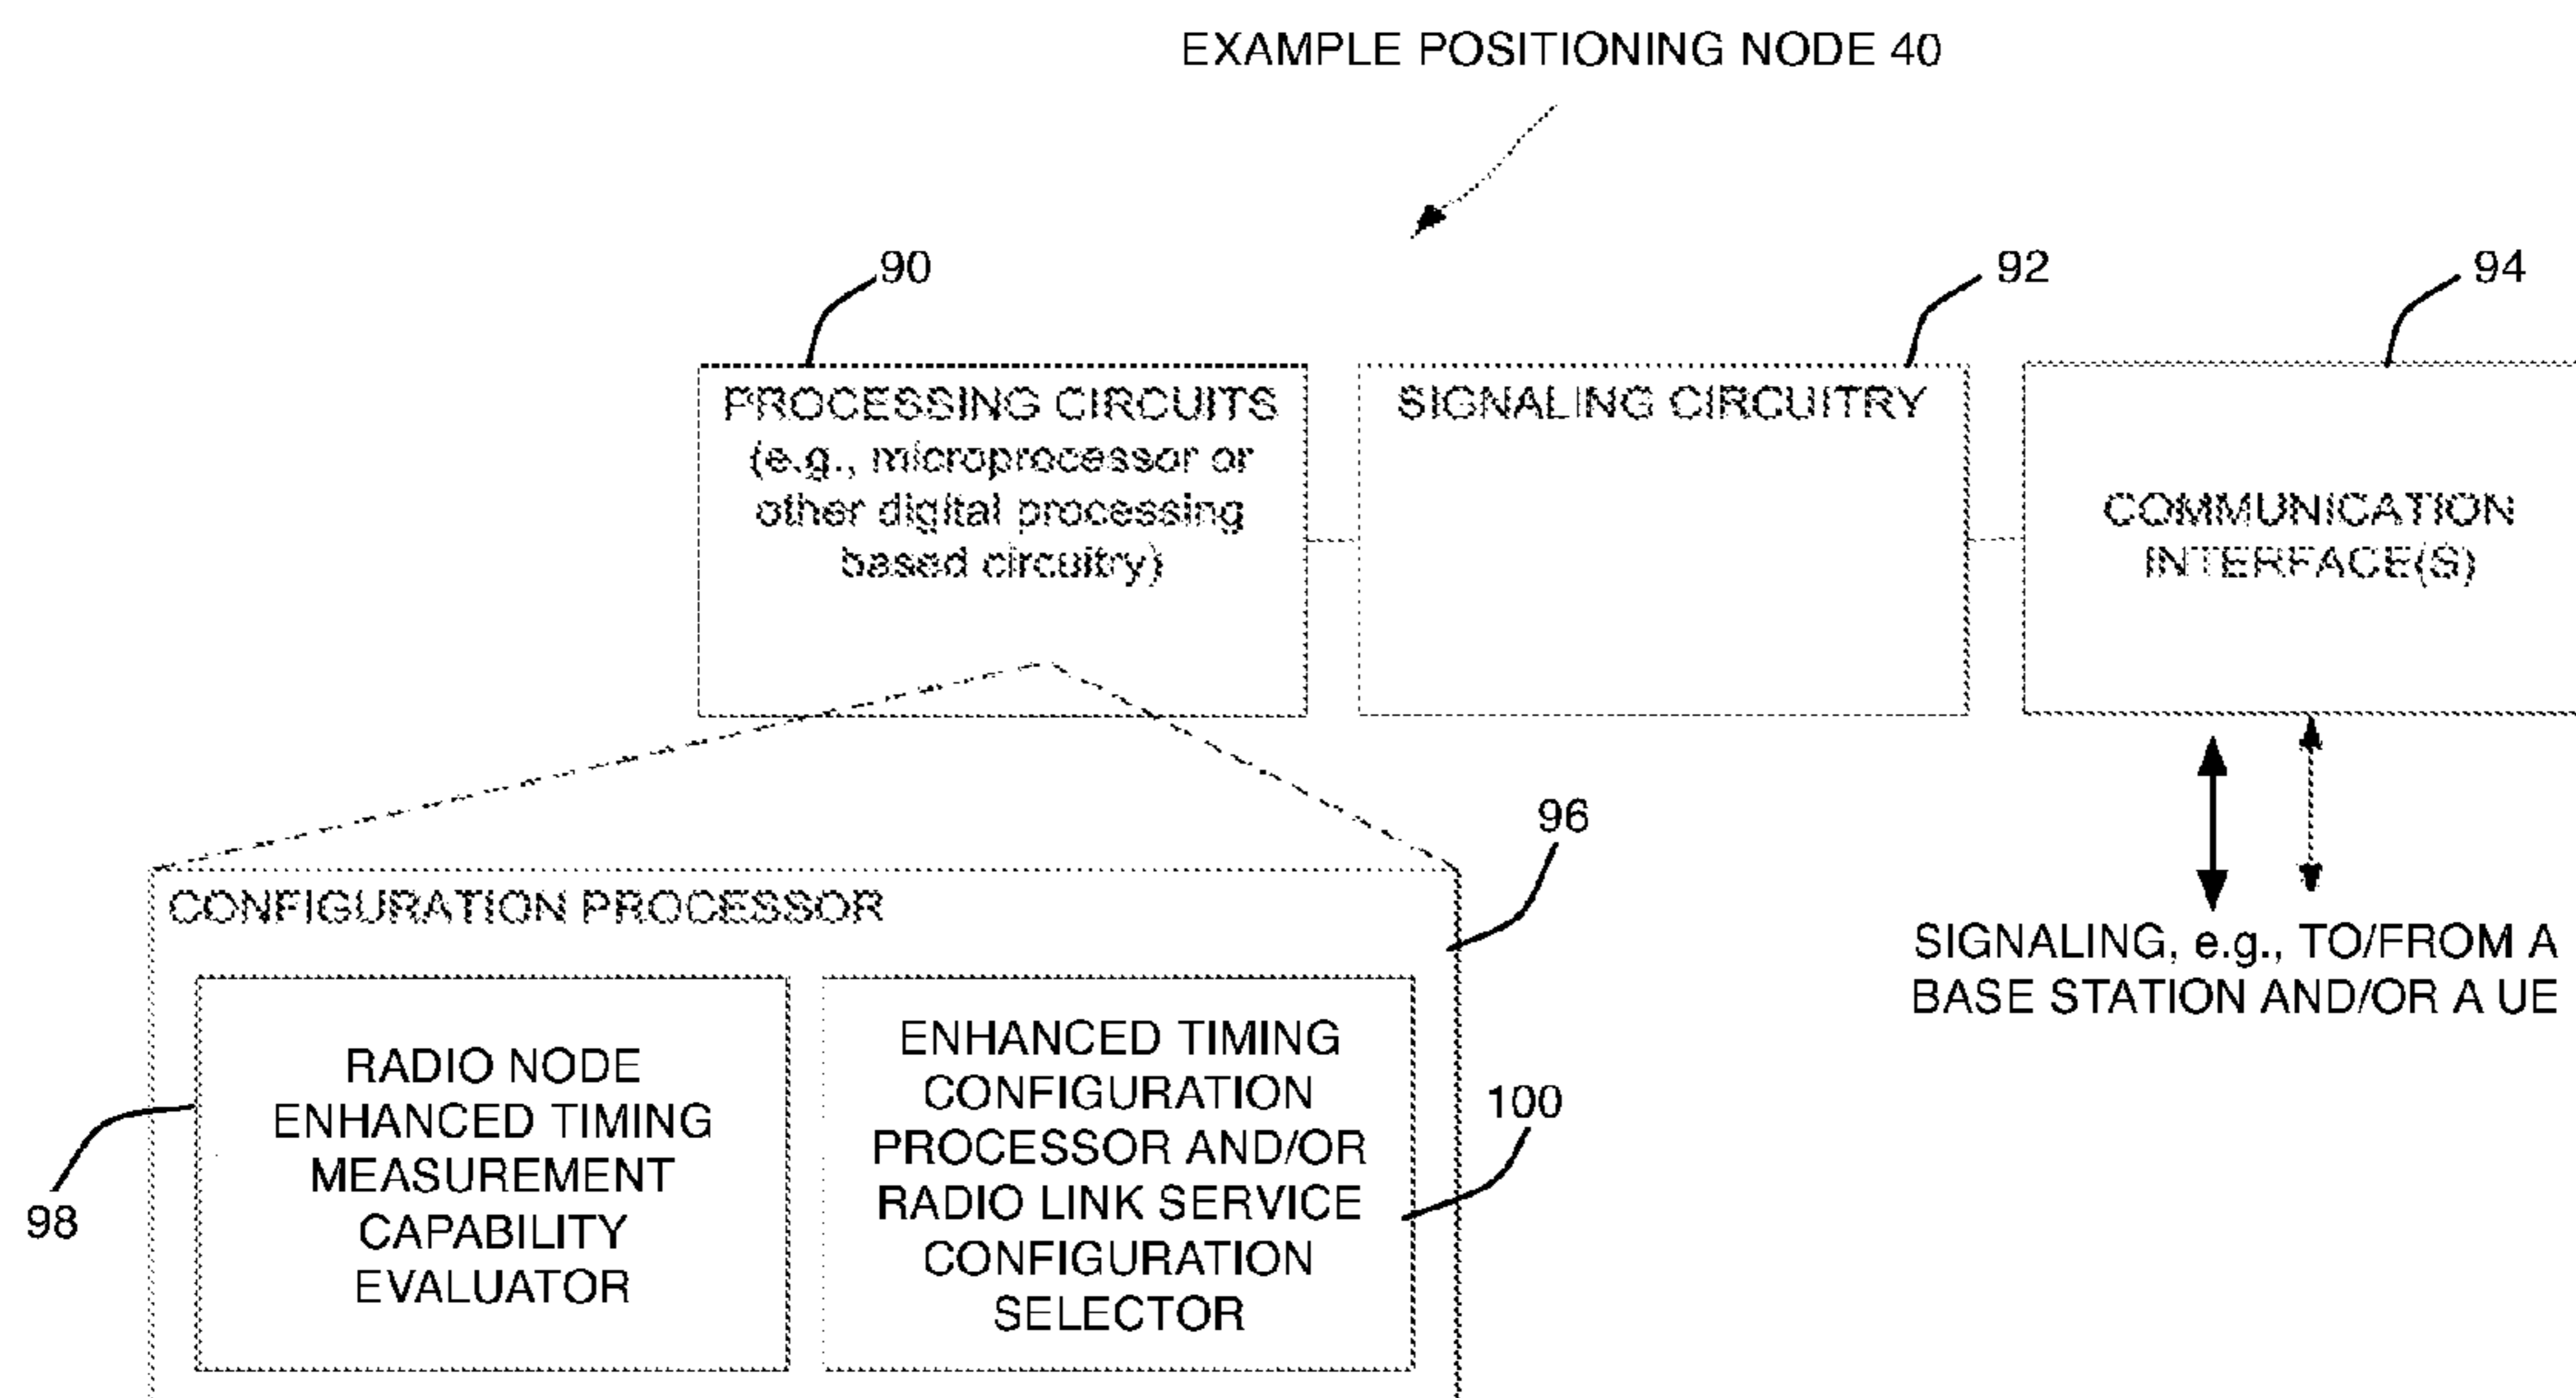 EXAMPLE POSITIONING NODE 40
90
92
94
PROCESSING CIRCUITS
(e.g., microprocessor or
other digital processing
based circuitry)
SIGNALING CIRCUITRY
COMMUNICATION
INTERFACE(S)
96
CONFIGURATION PROCESSOR
SIGNALING, e.g., TO/FROM A
BASE STATION AND/OR A UE
98
RADIO NODE
ENHANCED TIMING
MEASUREMENT
CAPABILITY
EVALUATOR
ENHANCED TIMING
CONFIGURATION
PROCESSOR AND/OR
RADIO LINK SERVICE
CONFIGURATION
SELECTOR
100